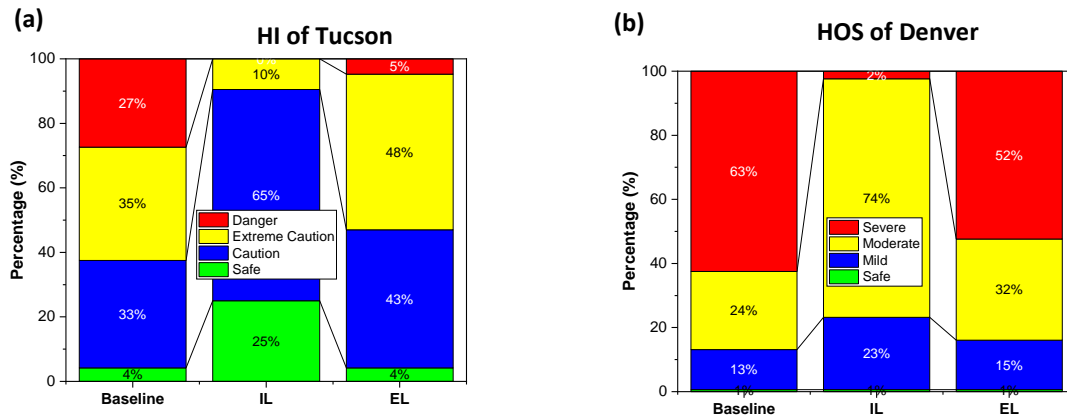 (a)
HI of Tucson
Percentage (%)
100
80
60
40
20
0
27%
35%
33%
4%
0%
10%
65%
25%
5%
48%
43%
4%
Danger
Extreme Caution
Caution
Safe
Baseline
IL
EL
(b)
HOS of Denver
Percentage (%)
100
80
60
40
20
0
63%
24%
13%
1%
2%
74%
23%
1%
52%
32%
15%
1%
Severe
Moderate
Mild
Safe
Baseline
IL
EL